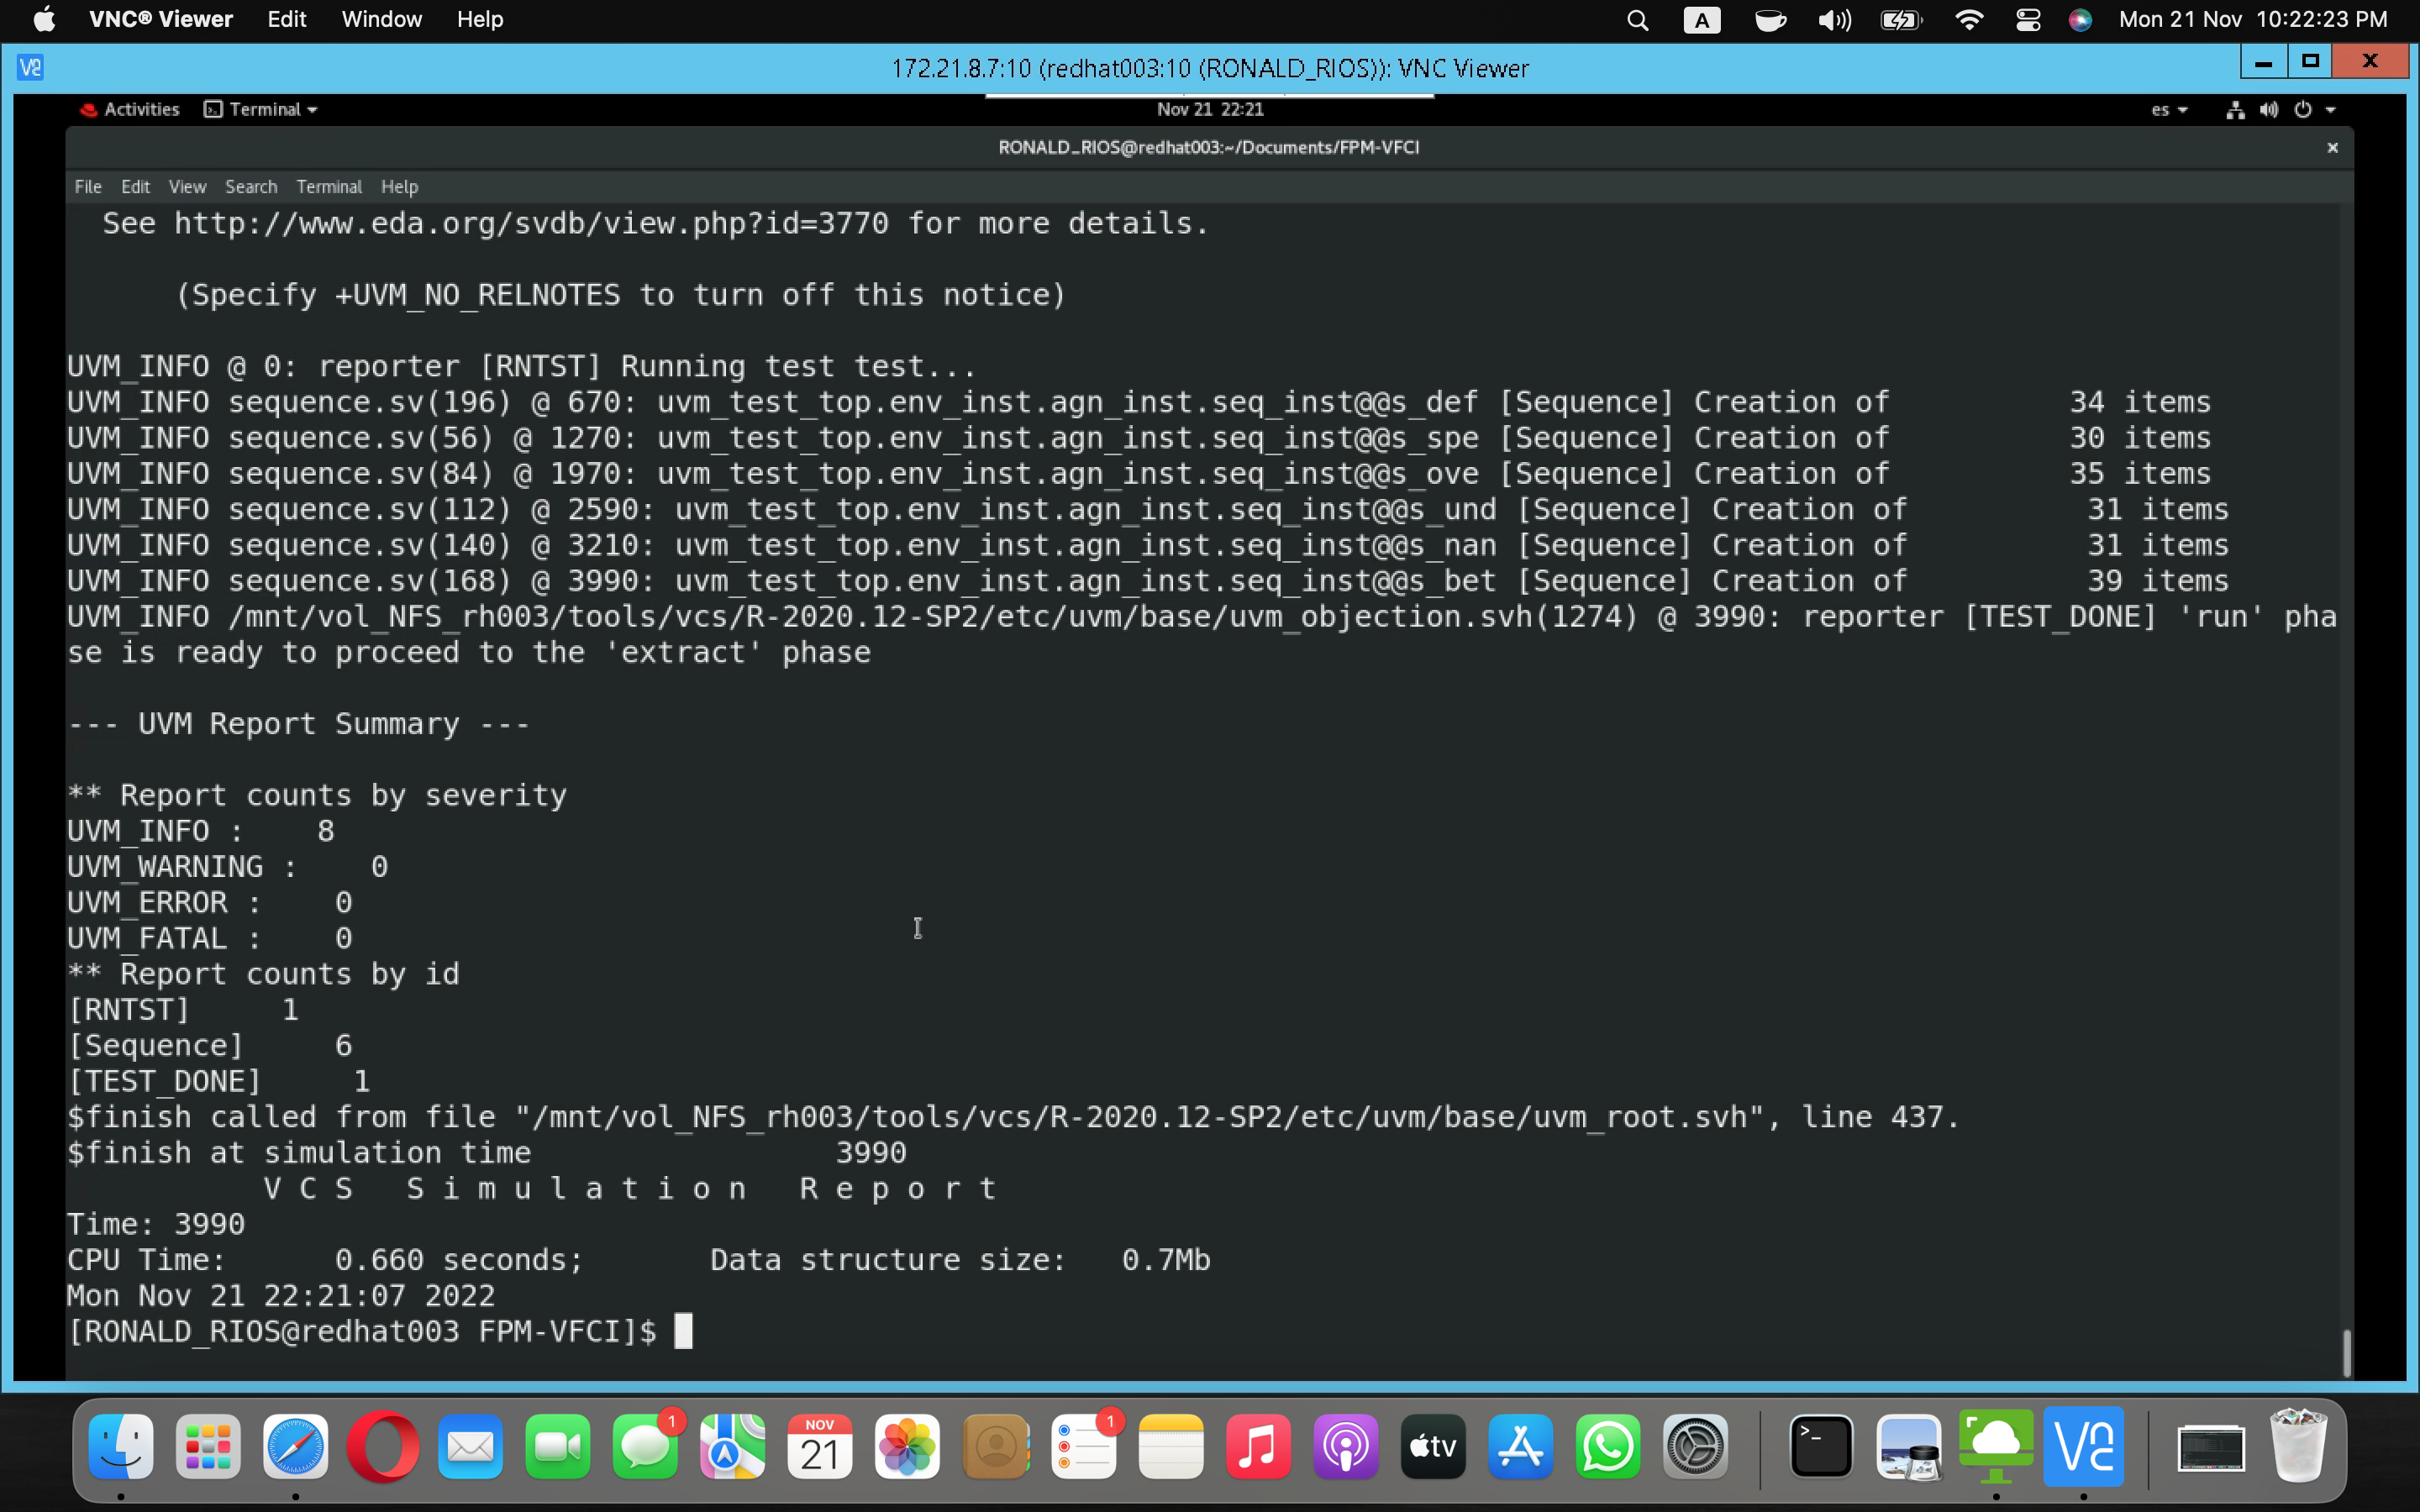 VNC® Viewer Edit Window Help A Mon 21 Nov 10:22:23 PM
V2 172.21.8.7:10 (redhat003:10 (RONALD_RIOS)): VNC Viewer
Activities Terminal Nov 21 22:21 es
RONALD_RIOS@redhat003:~/Documents/FPM-VFCI
File Edit View Search Terminal Help
See http://www.eda.org/svdb/view.php?id=3770 for more details.
(Specify +UVM_NO_RELNOTES to turn off this notice)
UVM_INFO @ 0: reporter [RNTST] Running test test...
UVM_INFO sequence.sv(196) @ 670: uvm_test_top.env_inst.agn_inst.seq_inst@@s_def [Sequence] Creation of 34 items
UVM_INFO sequence.sv(56) @ 1270: uvm_test_top.env_inst.agn_inst.seq_inst@@s_spe [Sequence] Creation of 30 items
UVM_INFO sequence.sv(84) @ 1970: uvm_test_top.env_inst.agn_inst.seq_inst@@s_ove [Sequence] Creation of 35 items
UVM_INFO sequence.sv(112) @ 2590: uvm_test_top.env_inst.agn_inst.seq_inst@@s_und [Sequence] Creation of 31 items
UVM_INFO sequence.sv(140) @ 3210: uvm_test_top.env_inst.agn_inst.seq_inst@@s_nan [Sequence] Creation of 31 items
UVM_INFO sequence.sv(168) @ 3990: uvm_test_top.env_inst.agn_inst.seq_inst@@s_bet [Sequence] Creation of 39 items
UVM_INFO /mnt/vol_NFS_rh003/tools/vcs/R-2020.12-SP2/etc/uvm/base/uvm_objection.svh(1274) @ 3990: reporter [TEST_DONE] 'run' pha
se is ready to proceed to the 'extract' phase
--- UVM Report Summary ---
** Report counts by severity
UVM_INFO : 8
UVM_WARNING : 0
UVM_ERROR : 0
UVM_FATAL : 0
** Report counts by id
[RNTST] 1
[Sequence] 6
[TEST_DONE] 1
$finish called from file "/mnt/vol_NFS_rh003/tools/vcs/R-2020.12-SP2/etc/uvm/base/uvm_root.svh", line 437.
$finish at simulation time 3990
V C S S i m u l a t i o n R e p o r t
Time: 3990
CPU Time: 0.660 seconds; Data structure size: 0.7Mb
Mon Nov 21 22:21:07 2022
[RONALD_RIOS@redhat003 FPM-VFCI]$
1 NOV 21 1 tv >_ V2